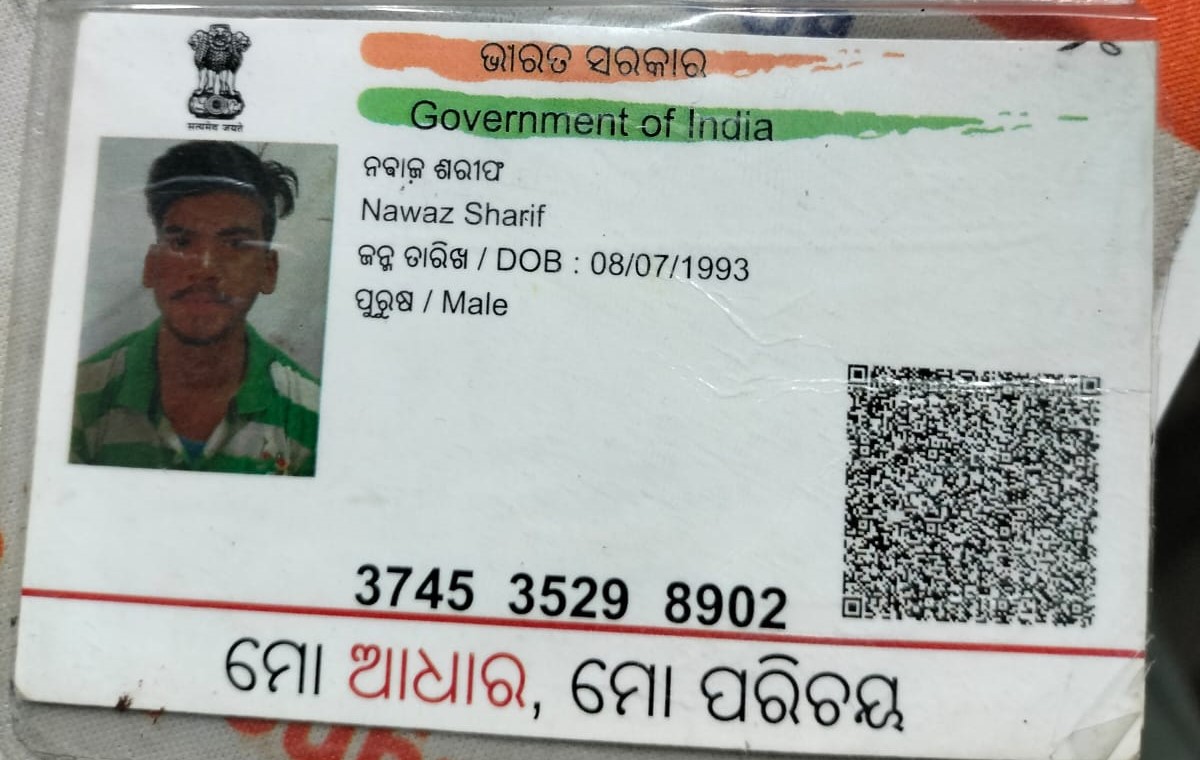 सत्यमेव जयते
ଭାରତ ସରକାର
Government of India
ନଵାଜ଼ ଶରୀଫ
Nawaz Sharif
ଜନ୍ମ ତାରିଖ / DOB : 08/07/1993
ପୁରୁଷ / Male
3745 3529 8902
ମୋ ଆଧାର, ମୋ ପରିଚୟ